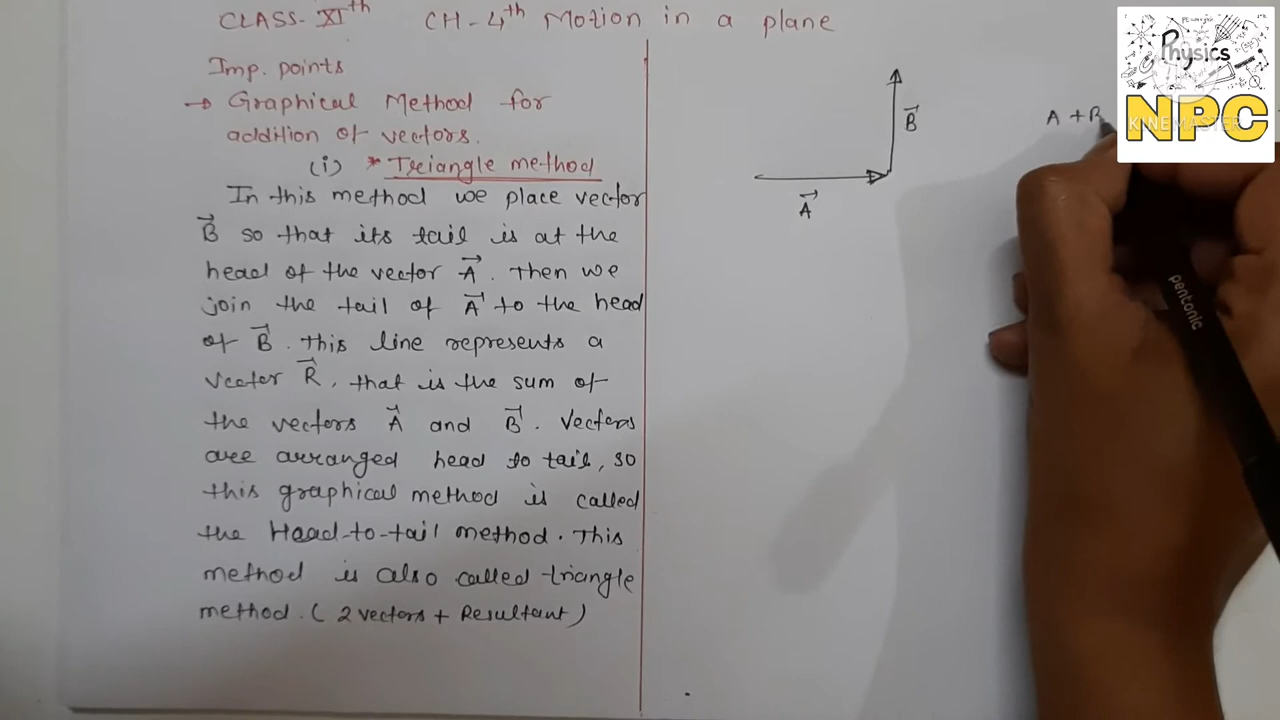 CLASS-XIth CH-4th Motion in a plane
Imp. points
→ Graphical Method for
addition of vectors.
(i) * Triangle method
In this method we place vector
B⃗ so that its tail is at the
head of the vector A⃗. Then we
join the tail of A⃗ to the head
of B⃗. This line represents a
vector R⃗, that is the sum of
the vectors A⃗ and B⃗. Vectors
are arranged head to tail, so
this graphical method is called
the Head-to-tail method. This
method is also called triangle
method. (2 vectors + Resultant)
B⃗
A⃗
A + B
Physics
NPC
KINEMASTER
pentonic